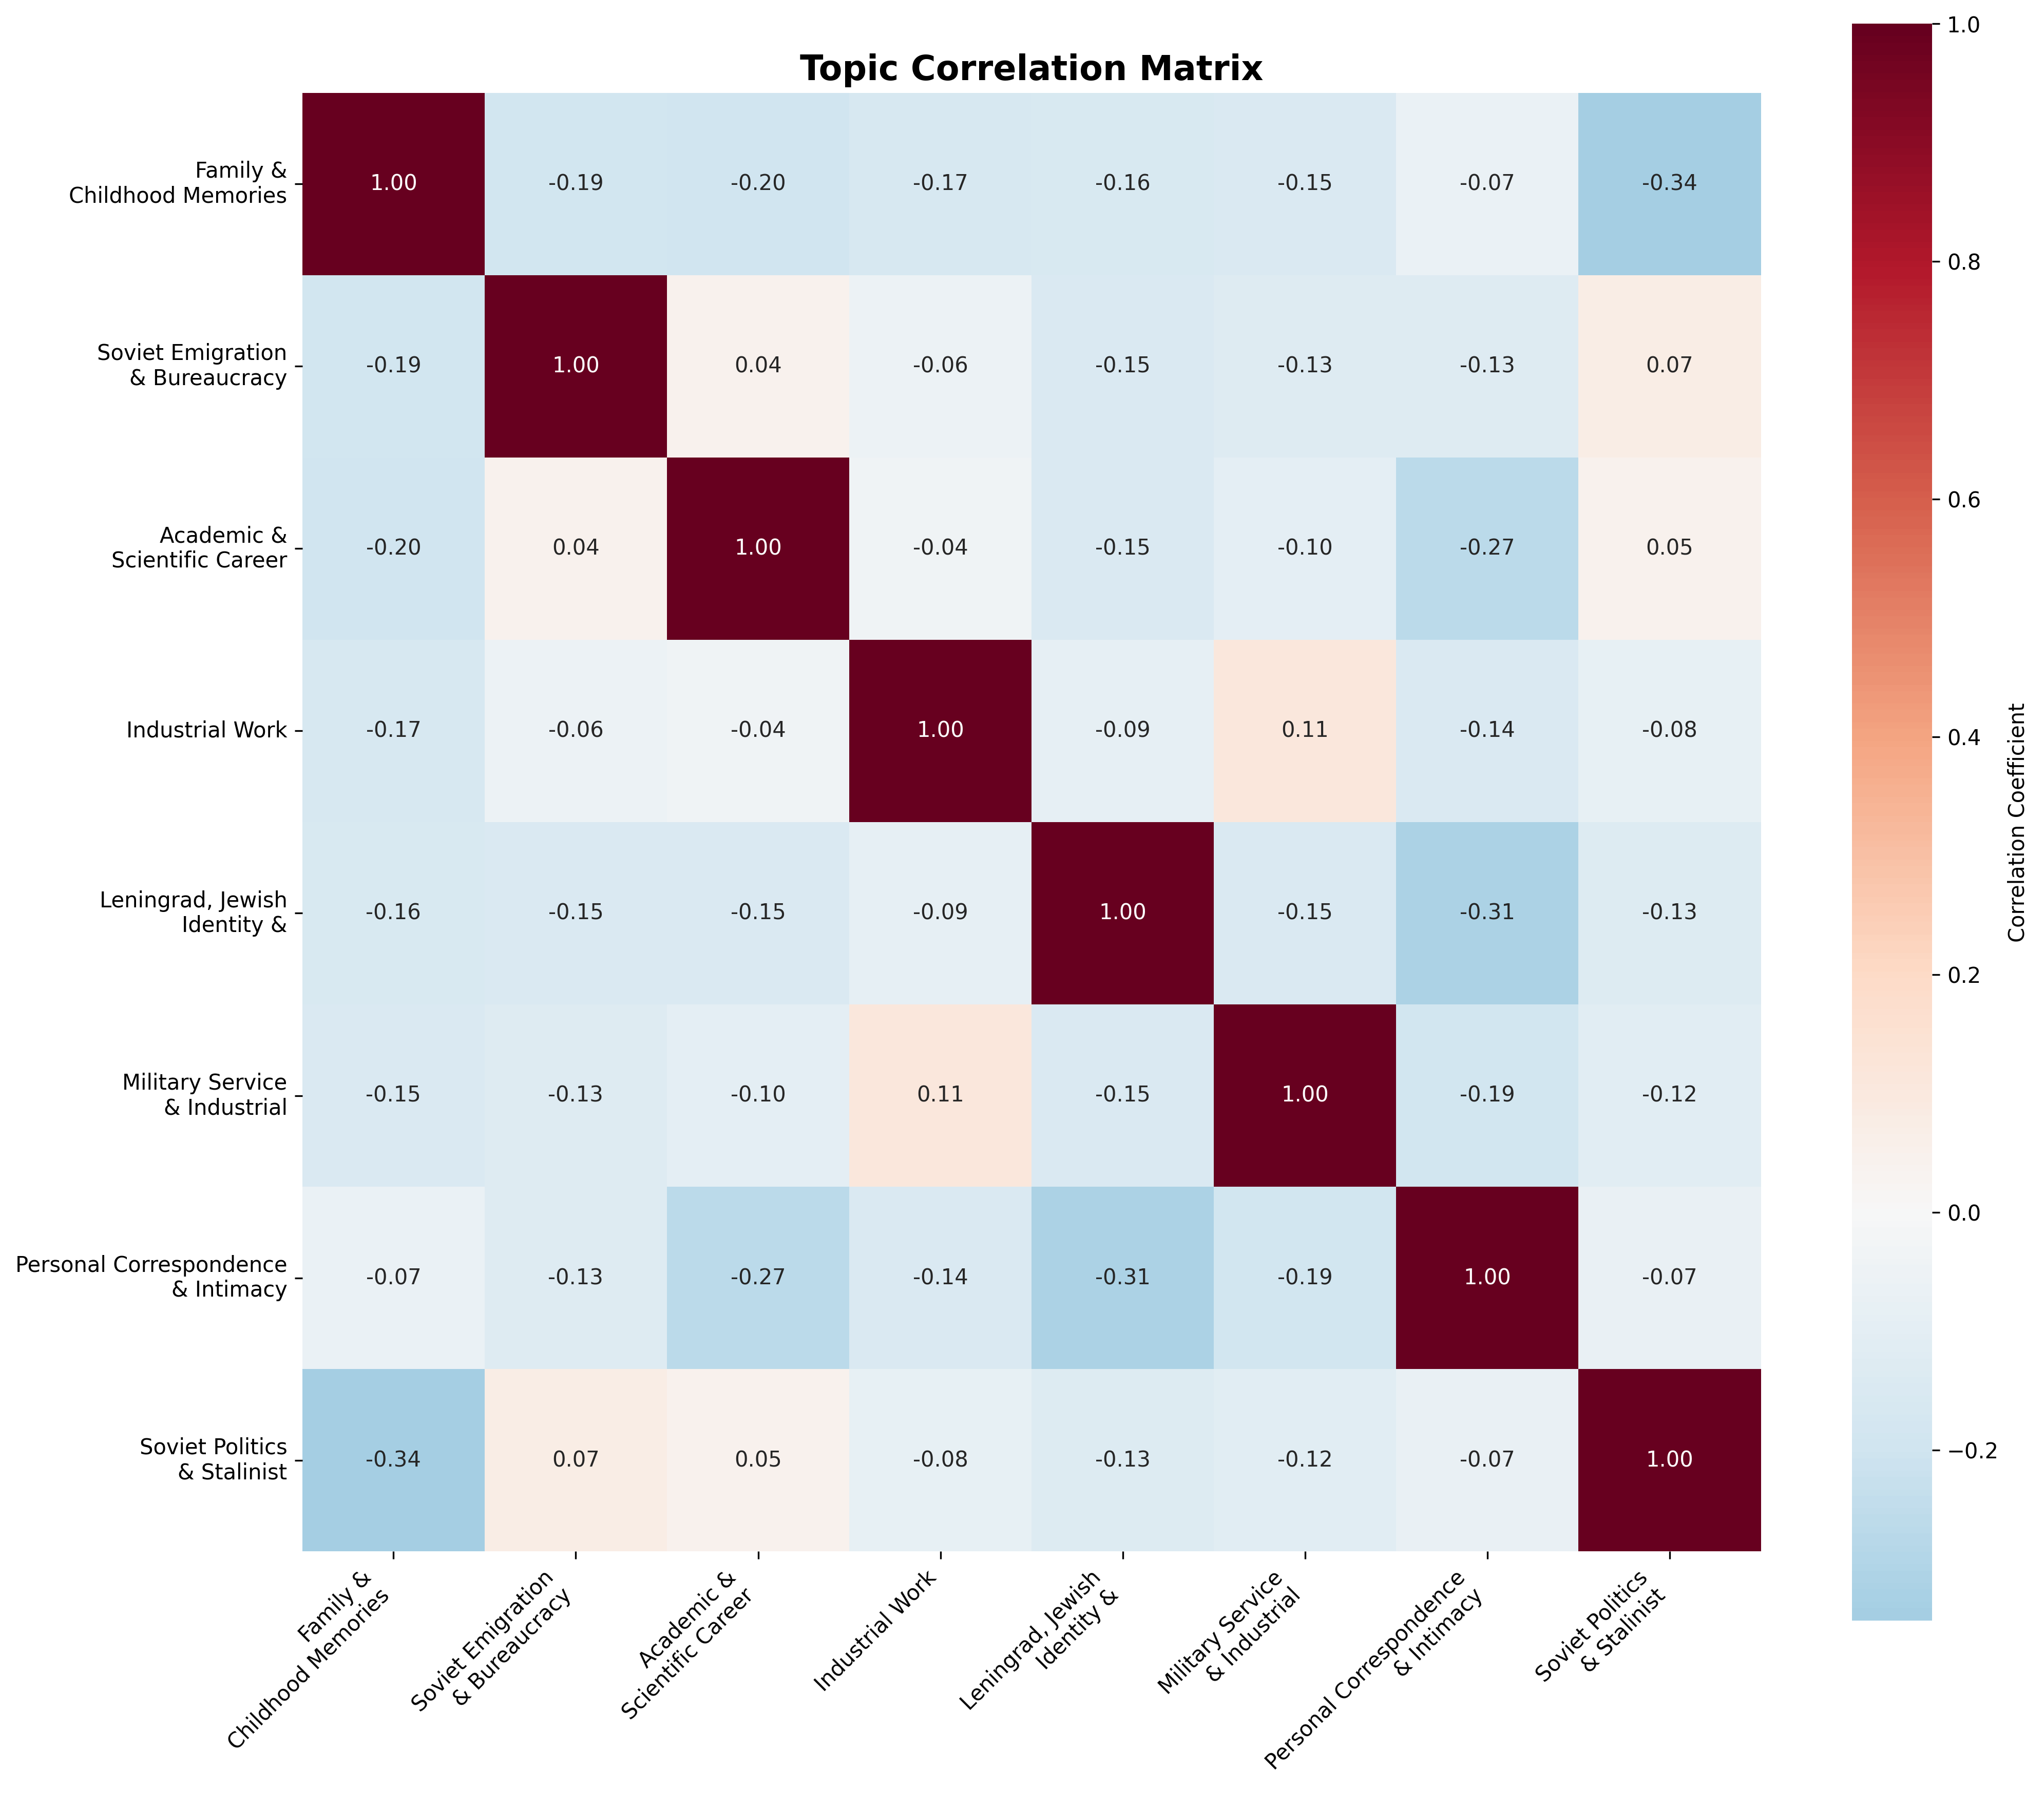 Topic Correlation Matrix
Family &
Childhood Memories
1.00 -0.19 -0.20 -0.17 -0.16 -0.15 -0.07 -0.34
Soviet Emigration
& Bureaucracy
-0.19 1.00 0.04 -0.06 -0.15 -0.13 -0.13 0.07
Academic &
Scientific Career
-0.20 0.04 1.00 -0.04 -0.15 -0.10 -0.27 0.05
Industrial Work
-0.17 -0.06 -0.04 1.00 -0.09 0.11 -0.14 -0.08
Leningrad, Jewish
Identity &
-0.16 -0.15 -0.15 -0.09 1.00 -0.15 -0.31 -0.13
Military Service
& Industrial
-0.15 -0.13 -0.10 0.11 -0.15 1.00 -0.19 -0.12
Personal Correspondence
& Intimacy
-0.07 -0.13 -0.27 -0.14 -0.31 -0.19 1.00 -0.07
Soviet Politics
& Stalinist
-0.34 0.07 0.05 -0.08 -0.13 -0.12 -0.07 1.00
Family &
Childhood Memories
Soviet Emigration
& Bureaucracy
Academic &
Scientific Career
Industrial Work
Leningrad, Jewish
Identity &
Military Service
& Industrial
Personal Correspondence
& Intimacy
Soviet Politics
& Stalinist
1.0
0.8
0.6
0.4
0.2
0.0
−0.2
Correlation Coefficient